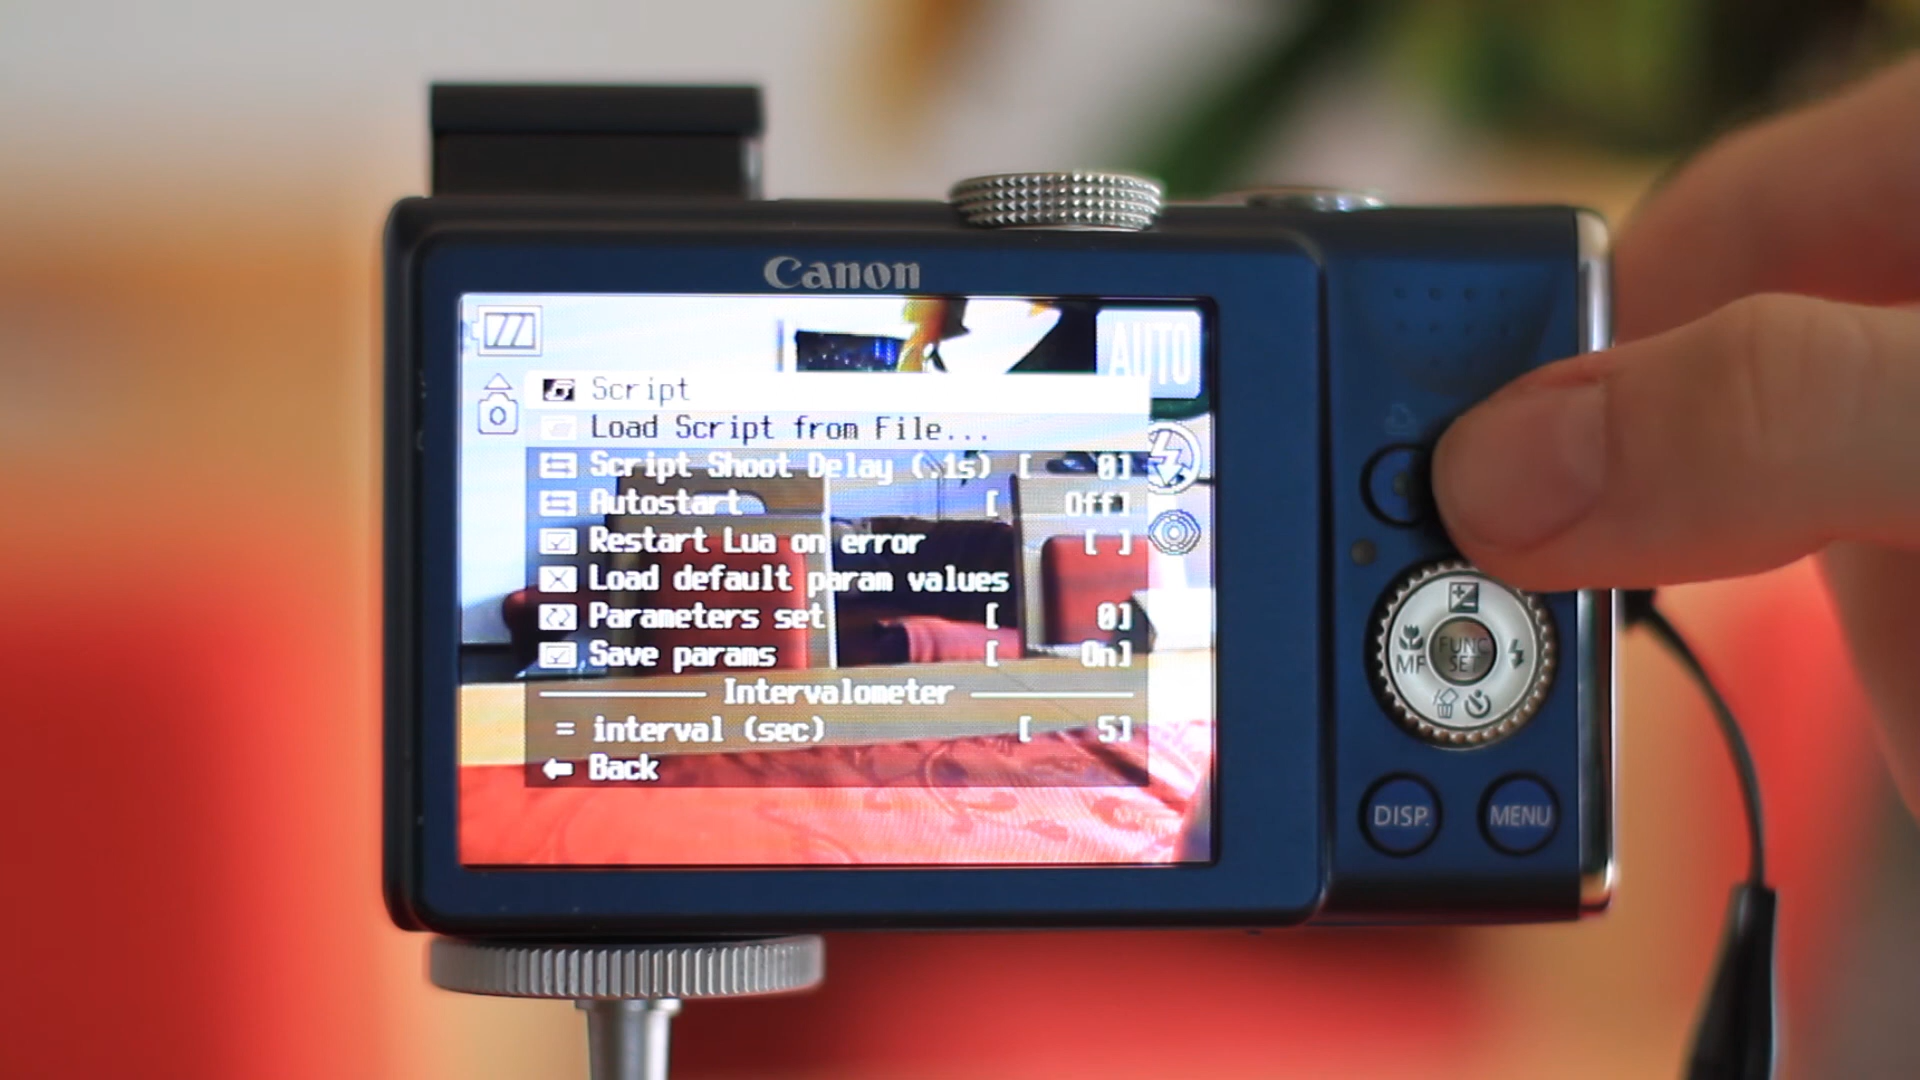 Canon
AUTO
Script
Load Script from File...
Script Shoot Delay (.1s) [ 0]
Autostart [ Off]
Restart Lua on error [ ]
Load default param values
Parameters set [ 0]
Save params [ On]
Intervalometer
= interval (sec) [ 5]
Back
MF
FUNC.
SET
DISP.
MENU